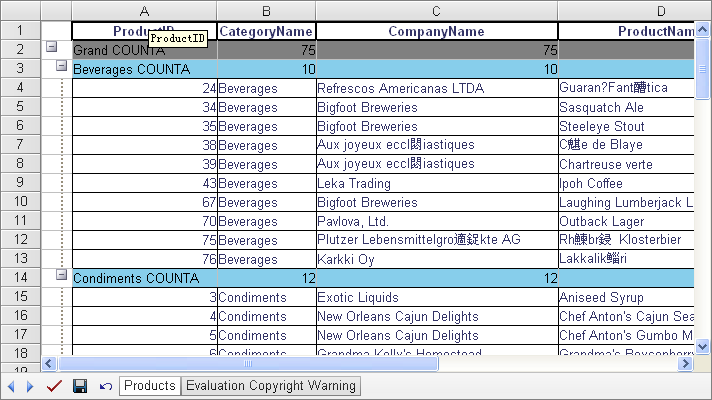 A B C D
1 ProductID CategoryName CompanyName ProductNam
ProductID
2 Grand COUNTA 75 75
3 Beverages COUNTA 10 10
4 24 Beverages Refrescos Americanas LTDA Guaran?Fant醩tica
5 34 Beverages Bigfoot Breweries Sasquatch Ale
6 35 Beverages Bigfoot Breweries Steeleye Stout
7 38 Beverages Aux joyeux eccl閟iastiques C魌e de Blaye
8 39 Beverages Aux joyeux eccl閟iastiques Chartreuse verte
9 43 Beverages Leka Trading Ipoh Coffee
10 67 Beverages Bigfoot Breweries Laughing Lumberjack L
11 70 Beverages Pavlova, Ltd. Outback Lager
12 75 Beverages Plutzer Lebensmittelgro遖鋜kte AG Rh鰊br鋟 Klosterbier
13 76 Beverages Karkki Oy Lakkalik滖ri
14 Condiments COUNTA 12 12
15 3 Condiments Exotic Liquids Aniseed Syrup
16 4 Condiments New Orleans Cajun Delights Chef Anton's Cajun Sea
17 5 Condiments New Orleans Cajun Delights Chef Anton's Gumbo M
18 6 Condiments Grandma Kelly's Homestead Grandma's Boysenberry
19
Products Evaluation Copyright Warning